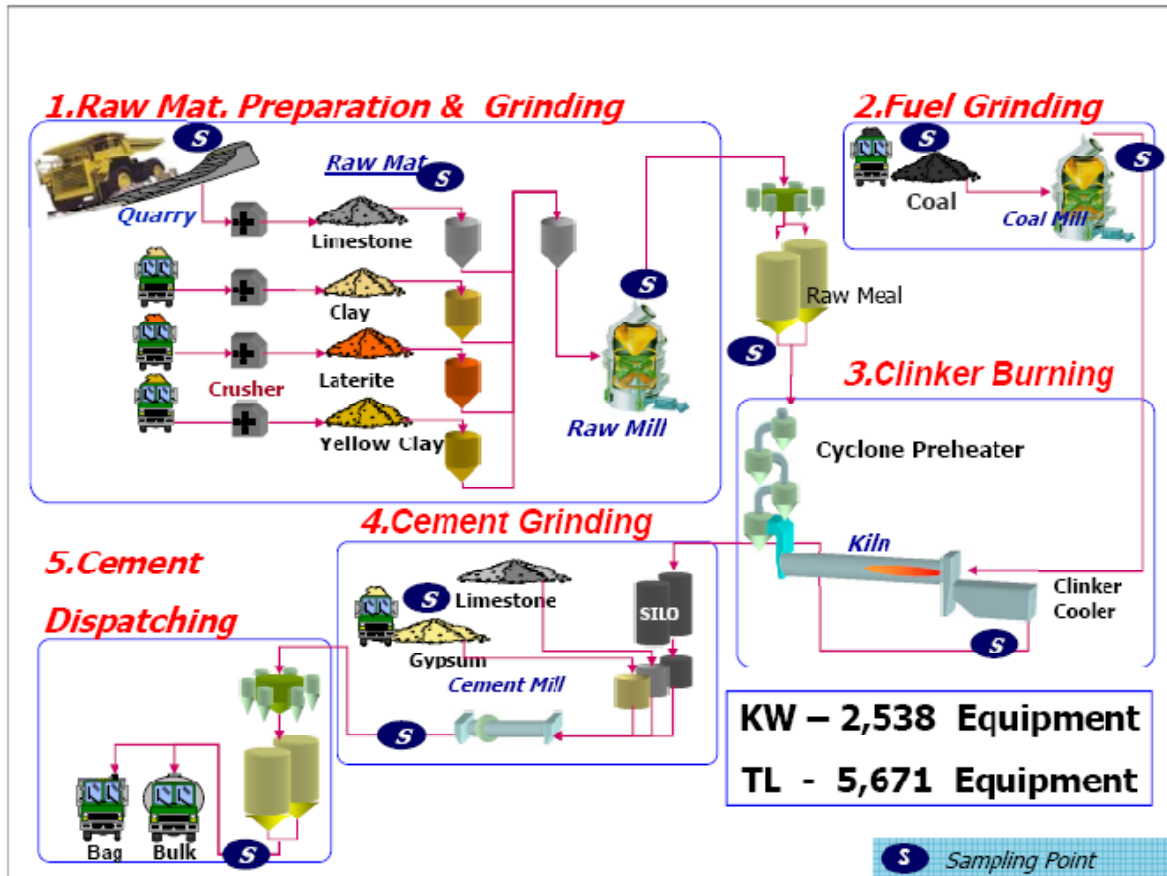 1.Raw Mat. Preparation & Grinding
S
Raw Mat.
S
Quarry
Limestone
Clay
Laterite
Crusher
Yellow Clay
S
Raw Mill
2.Fuel Grinding
S
S
Coal
Coal Mill
Raw Meal
S
3.Clinker Burning
Cyclone Preheater
Kiln
Clinker
Cooler
S
4.Cement Grinding
Limestone
S
SILO
Gypsum
Cement Mill
S
5.Cement
Dispatching
Bag
Bulk
S
KW – 2,538 Equipment
TL - 5,671 Equipment
S Sampling Point